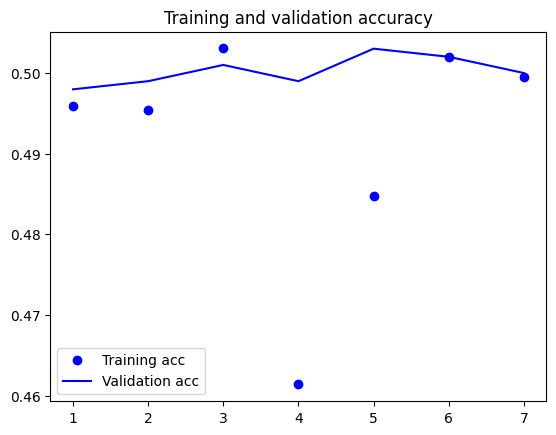 Training and validation accuracy
0.50
0.49
0.48
0.47
0.46
Training acc
Validation acc
1 2 3 4 5 6 7